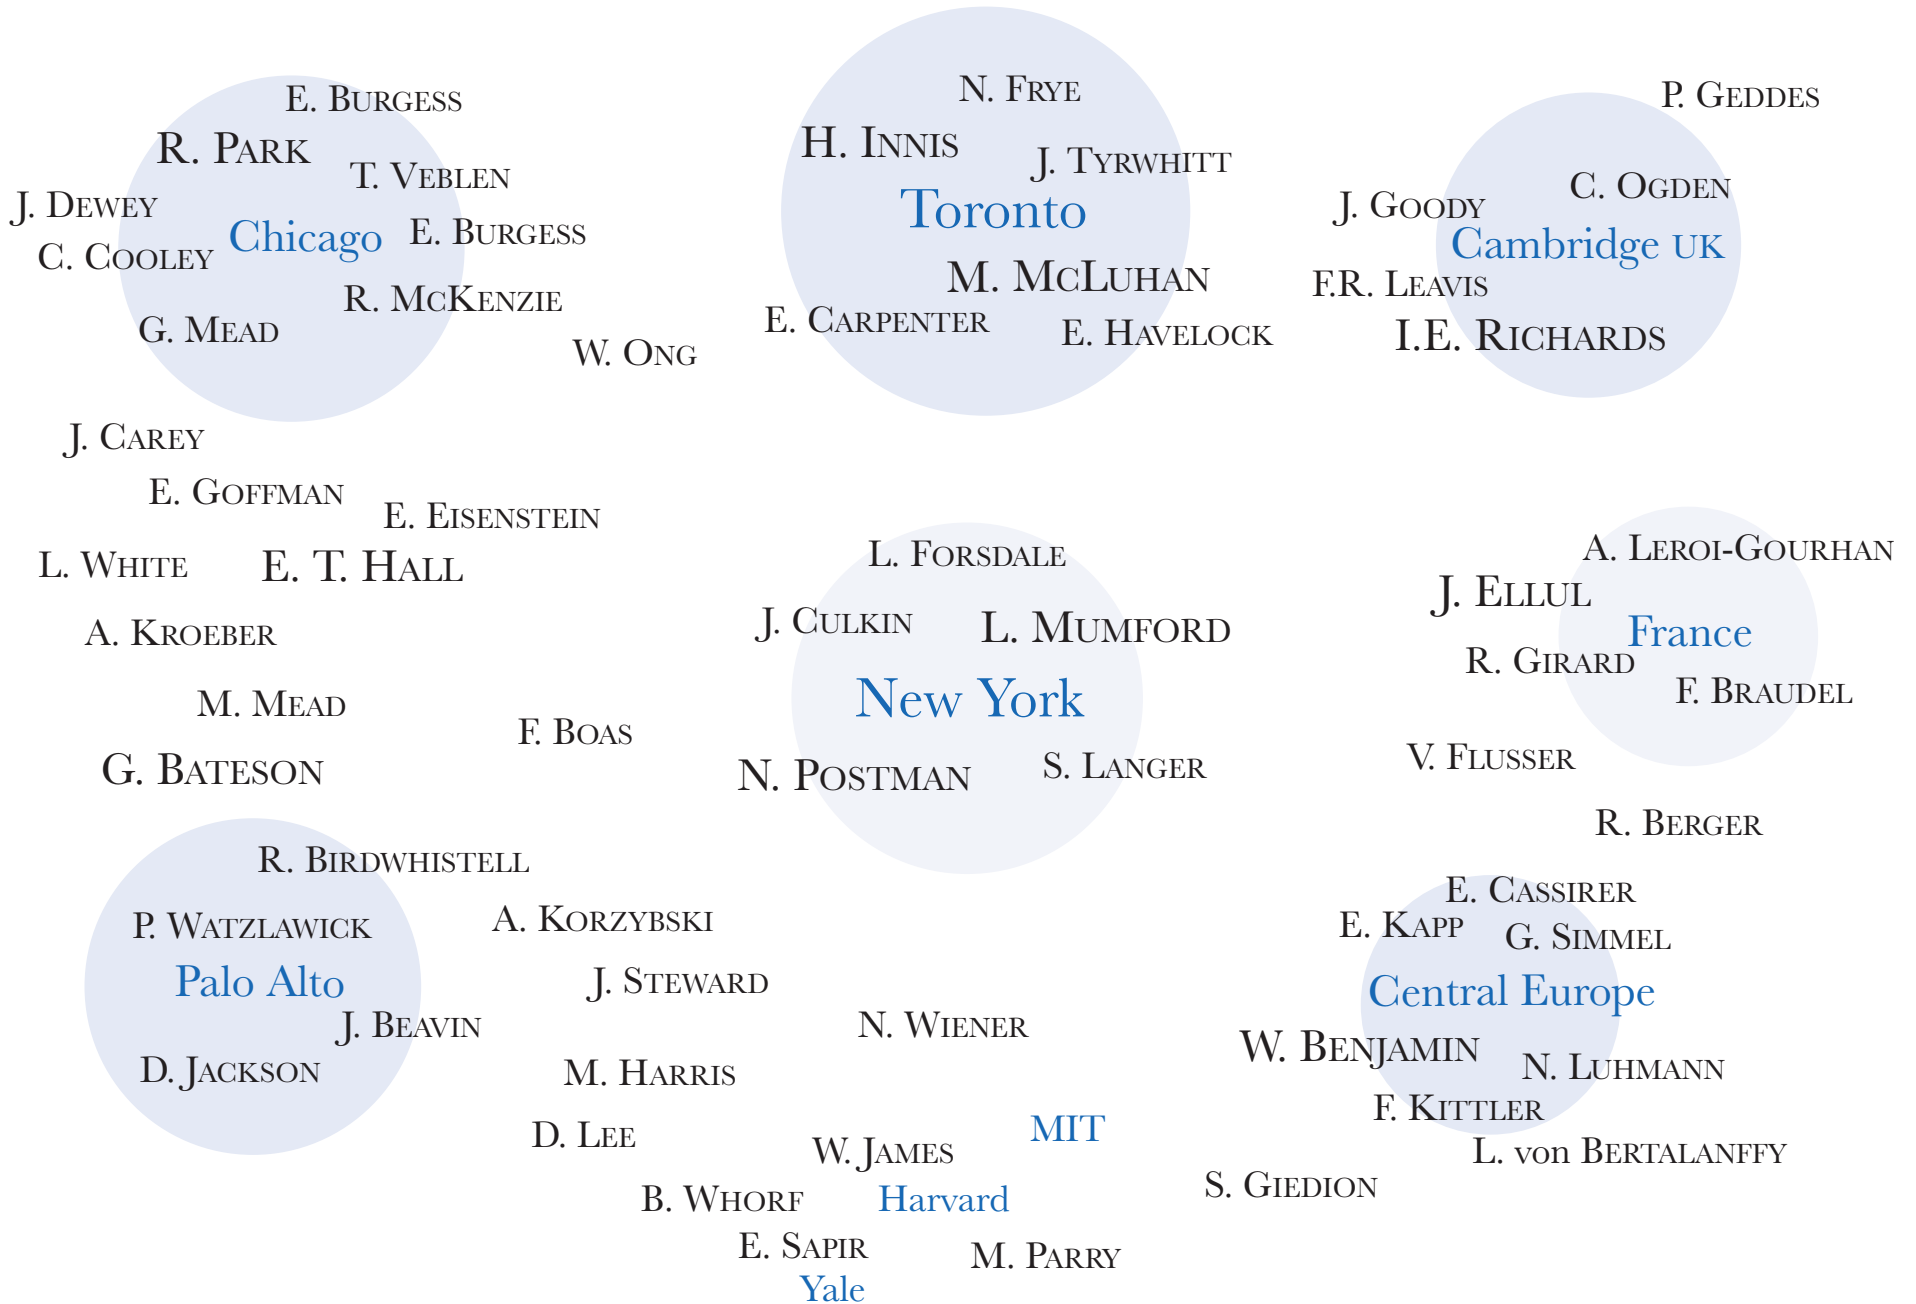 E. Burgess
R. Park
T. Veblen
J. Dewey
Chicago
E. Burgess
C. Cooley
R. McKenzie
G. Mead
W. Ong
N. Frye
H. Innis
J. Tyrwhitt
Toronto
M. McLuhan
E. Carpenter
E. Havelock
P. Geddes
C. Ogden
J. Goody
Cambridge UK
F.R. Leavis
I.E. Richards
J. Carey
E. Goffman
E. Eisenstein
L. White
E. T. Hall
A. Kroeber
M. Mead
F. Boas
G. Bateson
L. Forsdale
J. Culkin
L. Mumford
New York
N. Postman
S. Langer
A. Leroi-Gourhan
J. Ellul
France
R. Girard
F. Braudel
V. Flusser
R. Berger
R. Birdwhistell
P. Watzlawick
Palo Alto
J. Beavin
D. Jackson
A. Korzybski
J. Steward
N. Wiener
M. Harris
D. Lee
MIT
W. James
B. Whorf
Harvard
E. Sapir
M. Parry
Yale
E. Cassirer
E. Kapp
G. Simmel
Central Europe
W. Benjamin
N. Luhmann
F. Kittler
L. von Bertalanffy
S. Giedion